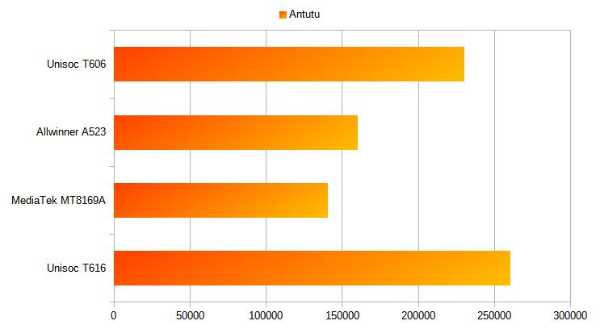 Antutu
Unisoc T606
Allwinner A523
MediaTek MT8169A
Unisoc T616
0 50000 100000 150000 200000 250000 300000